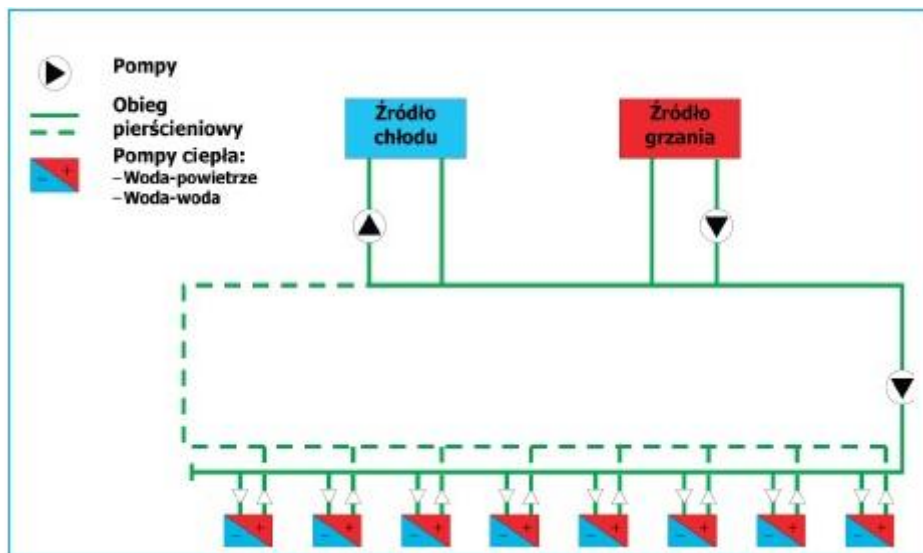 Pompy
Obieg
pierścieniowy
Pompy ciepła:
–Woda-powietrze
–Woda-woda
Źródło
chłodu
Źródło
grzania
– +
– +
– +
– +
– +
– +
– +
– +
– +